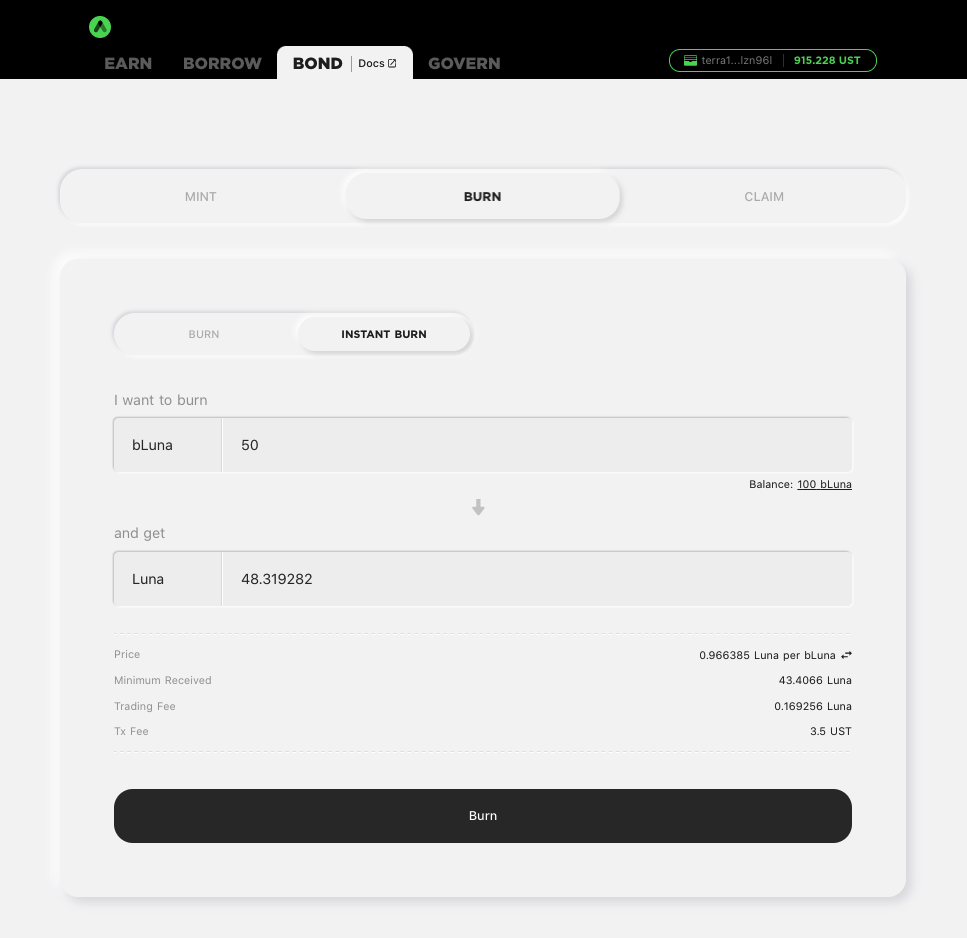 EARN BORROW BOND Docs GOVERN terra1...lzn96l 915.228 UST
MINT BURN CLAIM
BURN INSTANT BURN
I want to burn
bLuna 50
Balance: 100 bLuna
and get
Luna 48.319282
Price 0.966385 Luna per bLuna
Minimum Received 43.4066 Luna
Trading Fee 0.169256 Luna
Tx Fee 3.5 UST
Burn